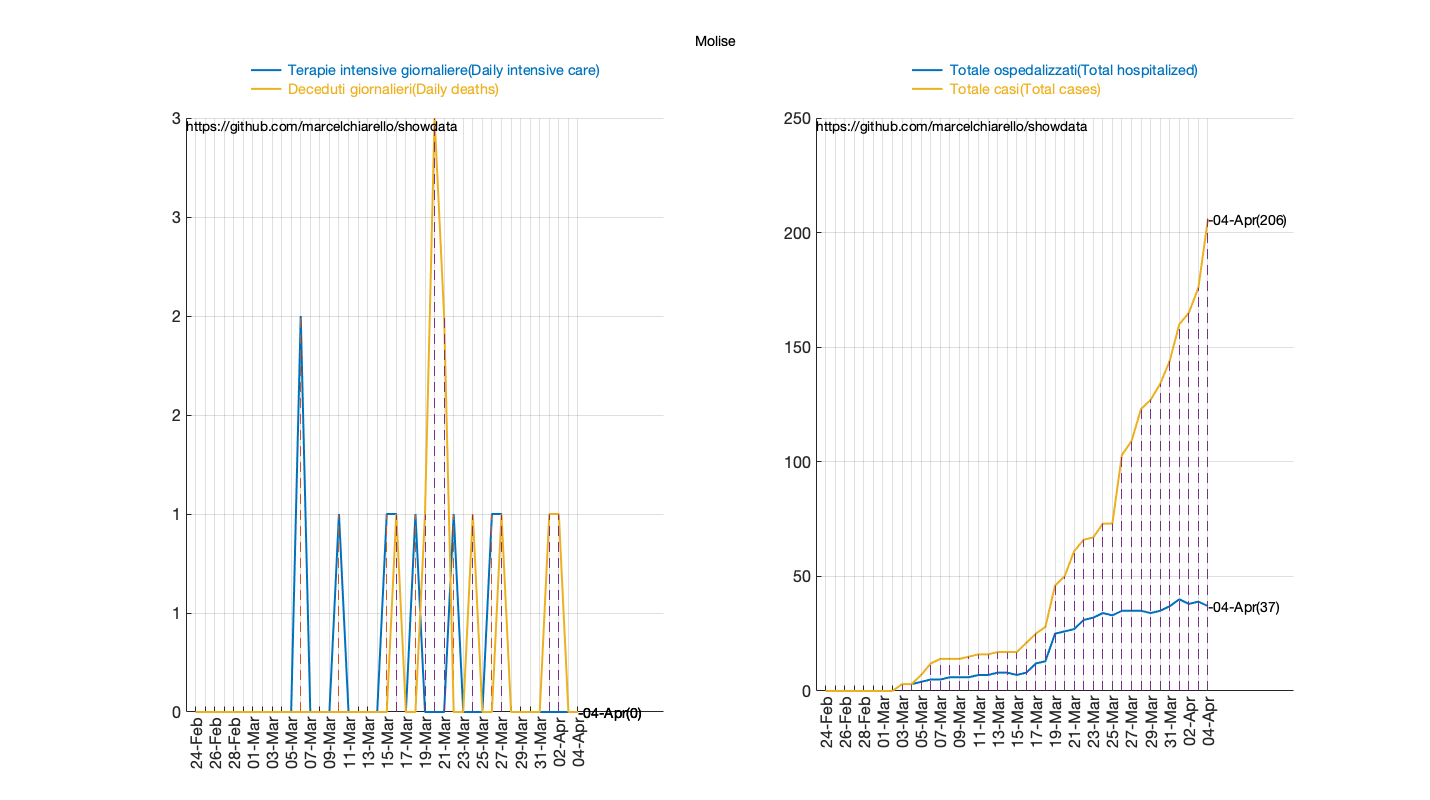 Molise
Terapie intensive giornaliere(Daily intensive care)
Deceduti giornalieri(Daily deaths)
https://github.com/marcelchiarello/showdata
3
3
2
2
1
1
0
-04-Apr(0)
24-Feb
26-Feb
28-Feb
01-Mar
03-Mar
05-Mar
07-Mar
09-Mar
11-Mar
13-Mar
15-Mar
17-Mar
19-Mar
21-Mar
23-Mar
25-Mar
27-Mar
29-Mar
31-Mar
02-Apr
04-Apr
Totale ospedalizzati(Total hospitalized)
Totale casi(Total cases)
https://github.com/marcelchiarello/showdata
250
200
150
100
50
0
-04-Apr(206)
-04-Apr(37)
24-Feb
26-Feb
28-Feb
01-Mar
03-Mar
05-Mar
07-Mar
09-Mar
11-Mar
13-Mar
15-Mar
17-Mar
19-Mar
21-Mar
23-Mar
25-Mar
27-Mar
29-Mar
31-Mar
02-Apr
04-Apr